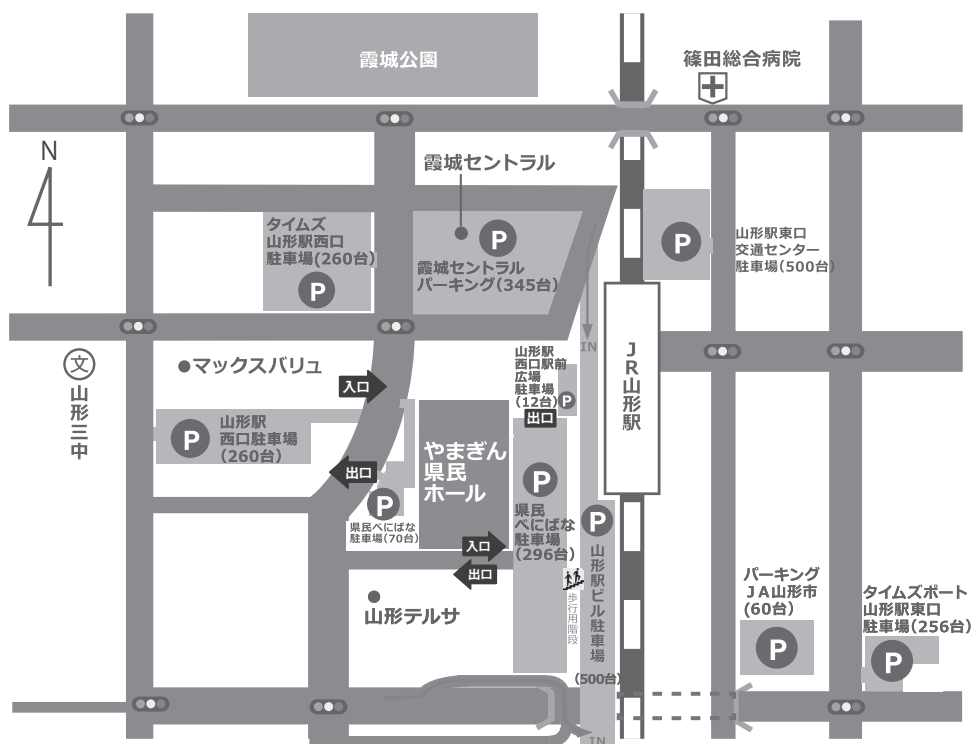 霞城公園
篠田総合病院
N
霞城セントラル
タイムズ
山形駅西口
駐車場(260台)
P
P
霞城セントラル
パーキング(345台)
P
山形駅東口
交通センター
駐車場(500台)
IN
文
山形三中
マックスバリュ
入口
山形駅
西口駅前
広場
駐車場
(12台)
P
出口
JR山形駅
P
山形駅
西口駐車場
(260台)
やまぎん
県民
ホール
出口
P
県民べにばな
駐車場(70台)
P
県民
べにばな
駐車場
(296台)
入口
出口
P
山形駅ビル駐車場
(500台)
歩行用階段
山形テルサ
パーキング
JA山形市
(60台)
P
タイムズポート
山形駅東口
駐車場(256台)
P
IN